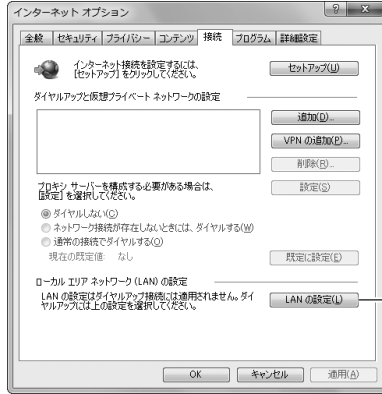 インターネット オプション
全般 セキュリティ プライバシー コンテンツ 接続 プログラム 詳細設定
インターネット接続を設定するには、
[セットアップ] をクリックしてください。
セットアップ(U)
ダイヤルアップと仮想プライベート ネットワークの設定
追加(D)...
VPN の追加(P)...
削除(R)...
プロキシ サーバーを構成する必要がある場合は、
[設定] を選択してください。
設定(S)
ダイヤルしない(C)
ネットワーク接続が存在しないときには、ダイヤルする(W)
通常の接続でダイヤルする(O)
現在の既定値: なし
既定に設定(E)
ローカル エリア ネットワーク (LAN) の設定
LAN の設定はダイヤルアップ接続には適用されません。ダイ
ヤルアップには上の設定を選択してください。
LAN の設定(L)
OK キャンセル 適用(A)